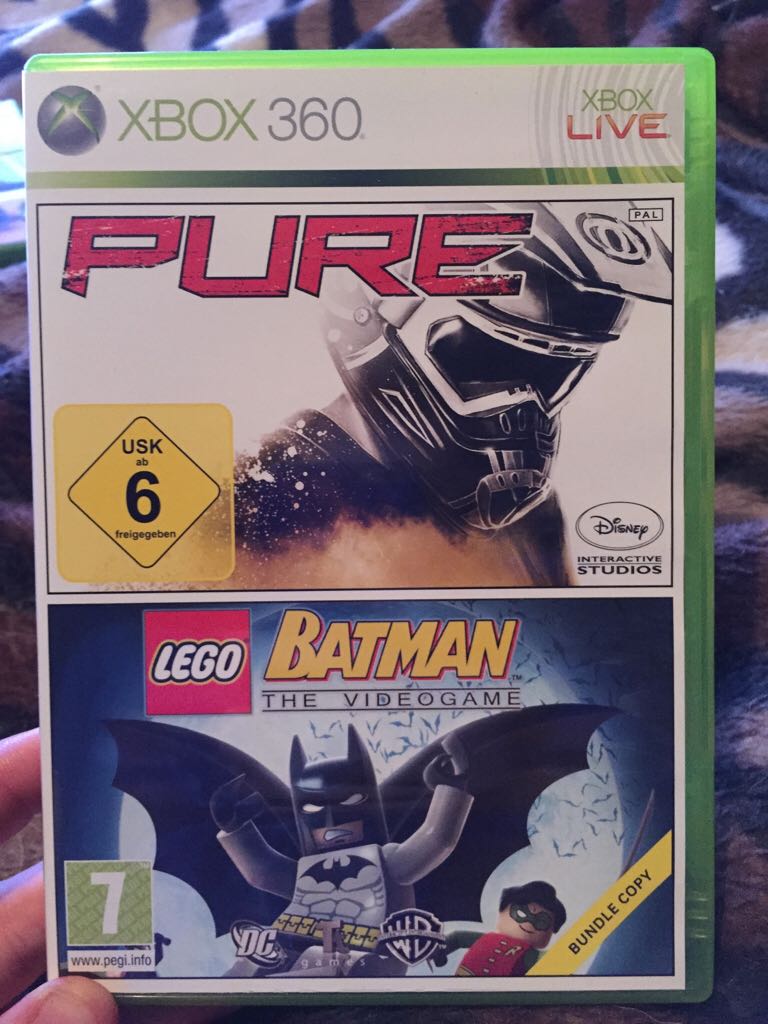 XBOX 360
XBOX
LIVE
PAL
PURE
USK
ab
6
freigegeben
Disney
INTERACTIVE
STUDIOS
LEGO BATMAN™
THE VIDEOGAME
7
www.pegi.info
DC
T
games
WB
BUNDLE COPY